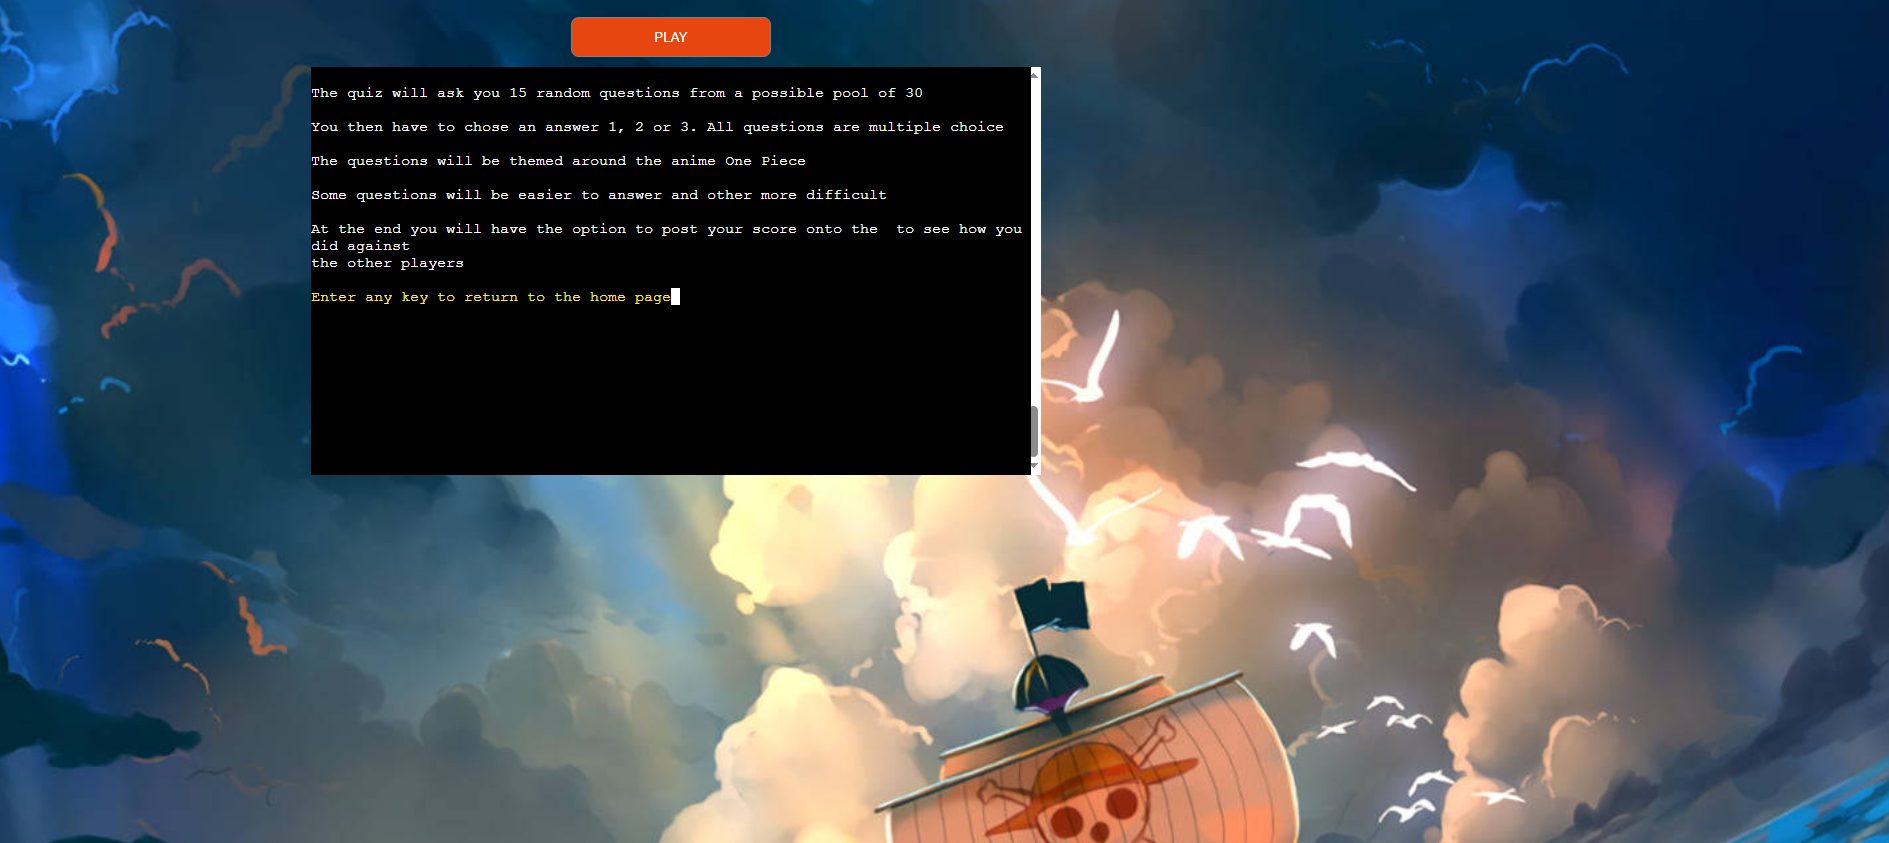 PLAY
The quiz will ask you 15 random questions from a possible pool of 30
You then have to chose an answer 1, 2 or 3. All questions are multiple choice
The questions will be themed around the anime One Piece
Some questions will be easier to answer and other more difficult
At the end you will have the option to post your score onto the  to see how you
did against
the other players
Enter any key to return to the home page